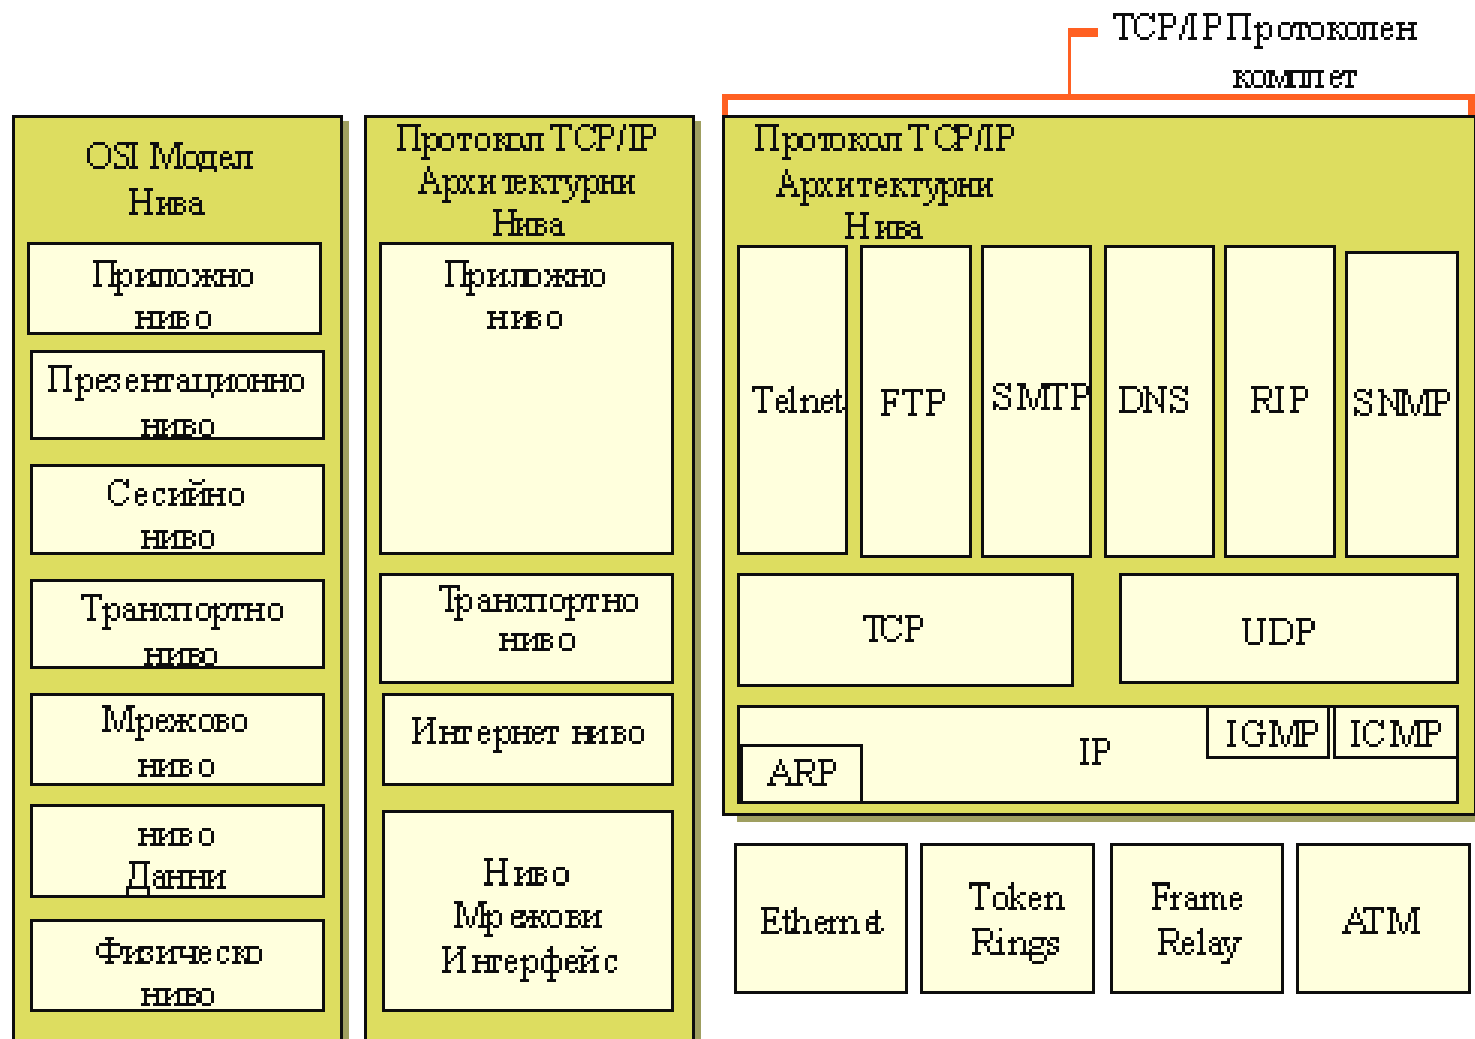 TCP/IP Протоколен
комплет
OSI Модел
Нива
Приложно
ниво
Презентационно
ниво
Сесийно
ниво
Транспортно
ниво
Мрежово
ниво
ниво
Данни
Физическо
ниво
Протокол TCP/IP
Архитектурни
Нива
Приложно
ниво
Транспортно
ниво
Интернет ниво
Ниво
Мрежови
Интерфейс
Протокол TCP/IP
Архитектурни
Нива
Telnet
FTP
SMTP
DNS
RIP
SNMP
TCP
UDP
IP
IGMP
ICMP
ARP
Ethernet
Token
Rings
Frame
Relay
ATM